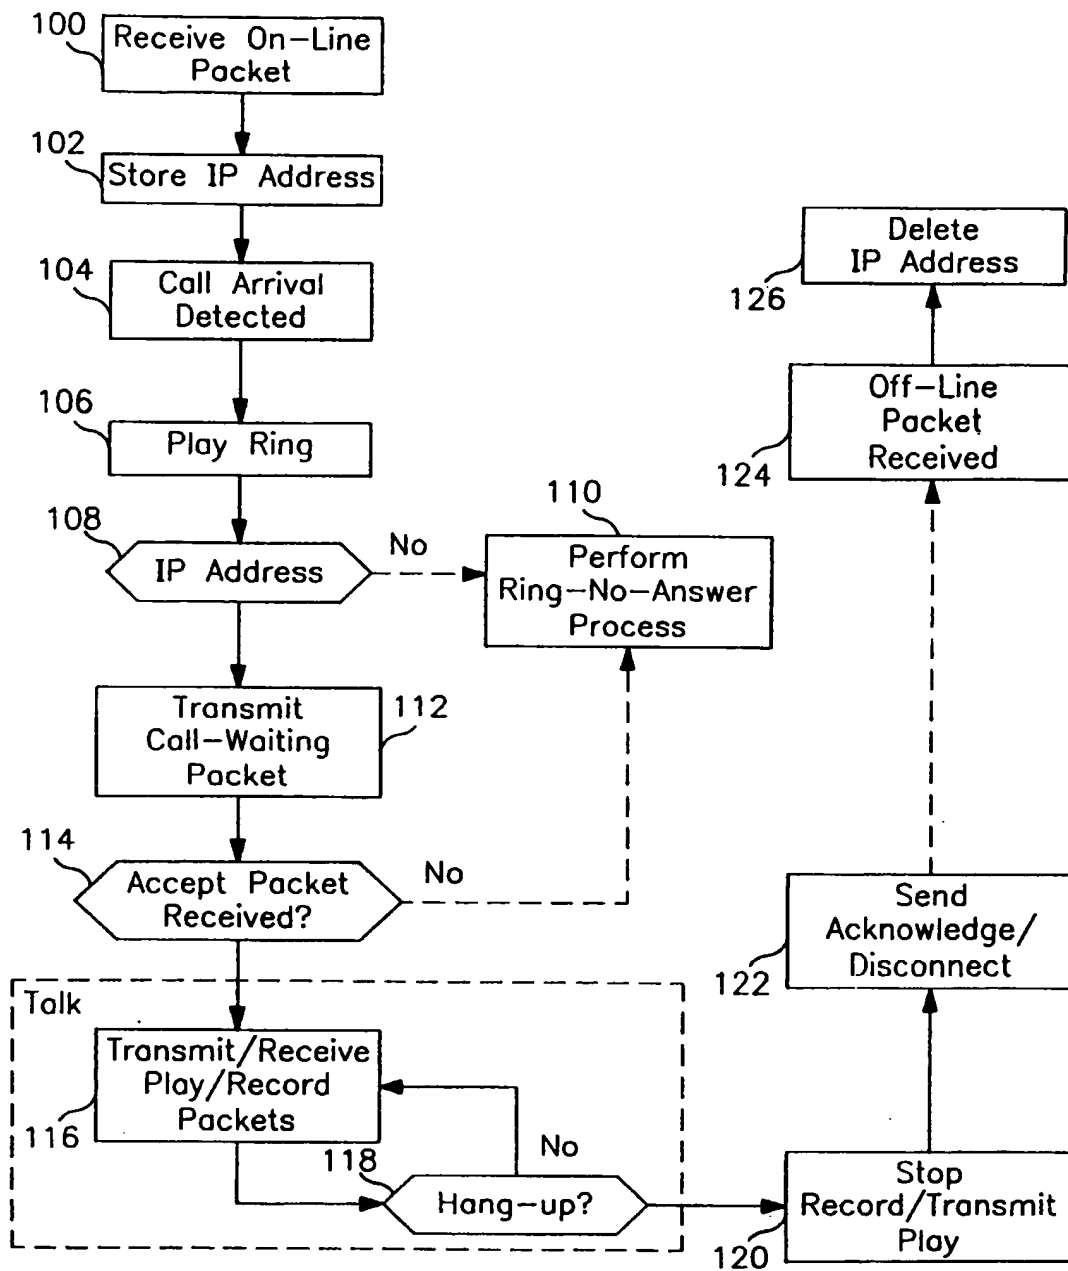 100
Receive On-Line
Packet
102
Store IP Address
104
Call Arrival
Detected
106
Play Ring
108
IP Address
No
110
Perform
Ring-No-Answer
Process
Transmit
Call-Waiting
Packet
112
114
Accept Packet
Received?
No
Talk
Transmit/Receive
Play/Record
Packets
116
118
Hang-up?
No
Stop
Record/Transmit
Play
120
Send
Acknowledge/
Disconnect
122
Off-Line
Packet
Received
124
Delete
IP Address
126